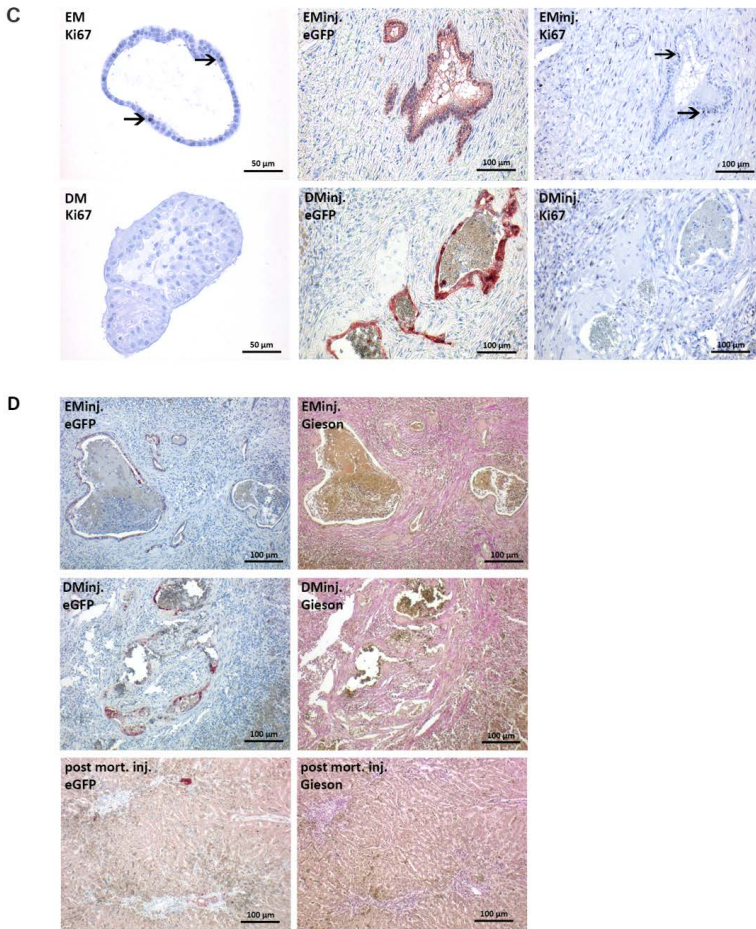 C
EM
Ki67
50 µm
EMinj.
eGFP
100 µm
EMinj.
Ki67
100 µm
DM
Ki67
50 µm
DMinj.
eGFP
100 µm
DMinj.
Ki67
100 µm
D
EMinj.
eGFP
100 µm
EMinj.
Gieson
100 µm
DMinj.
eGFP
100 µm
DMinj.
Gieson
100 µm
post mort. inj.
eGFP
100 µm
post mort. inj.
Gieson
100 µm